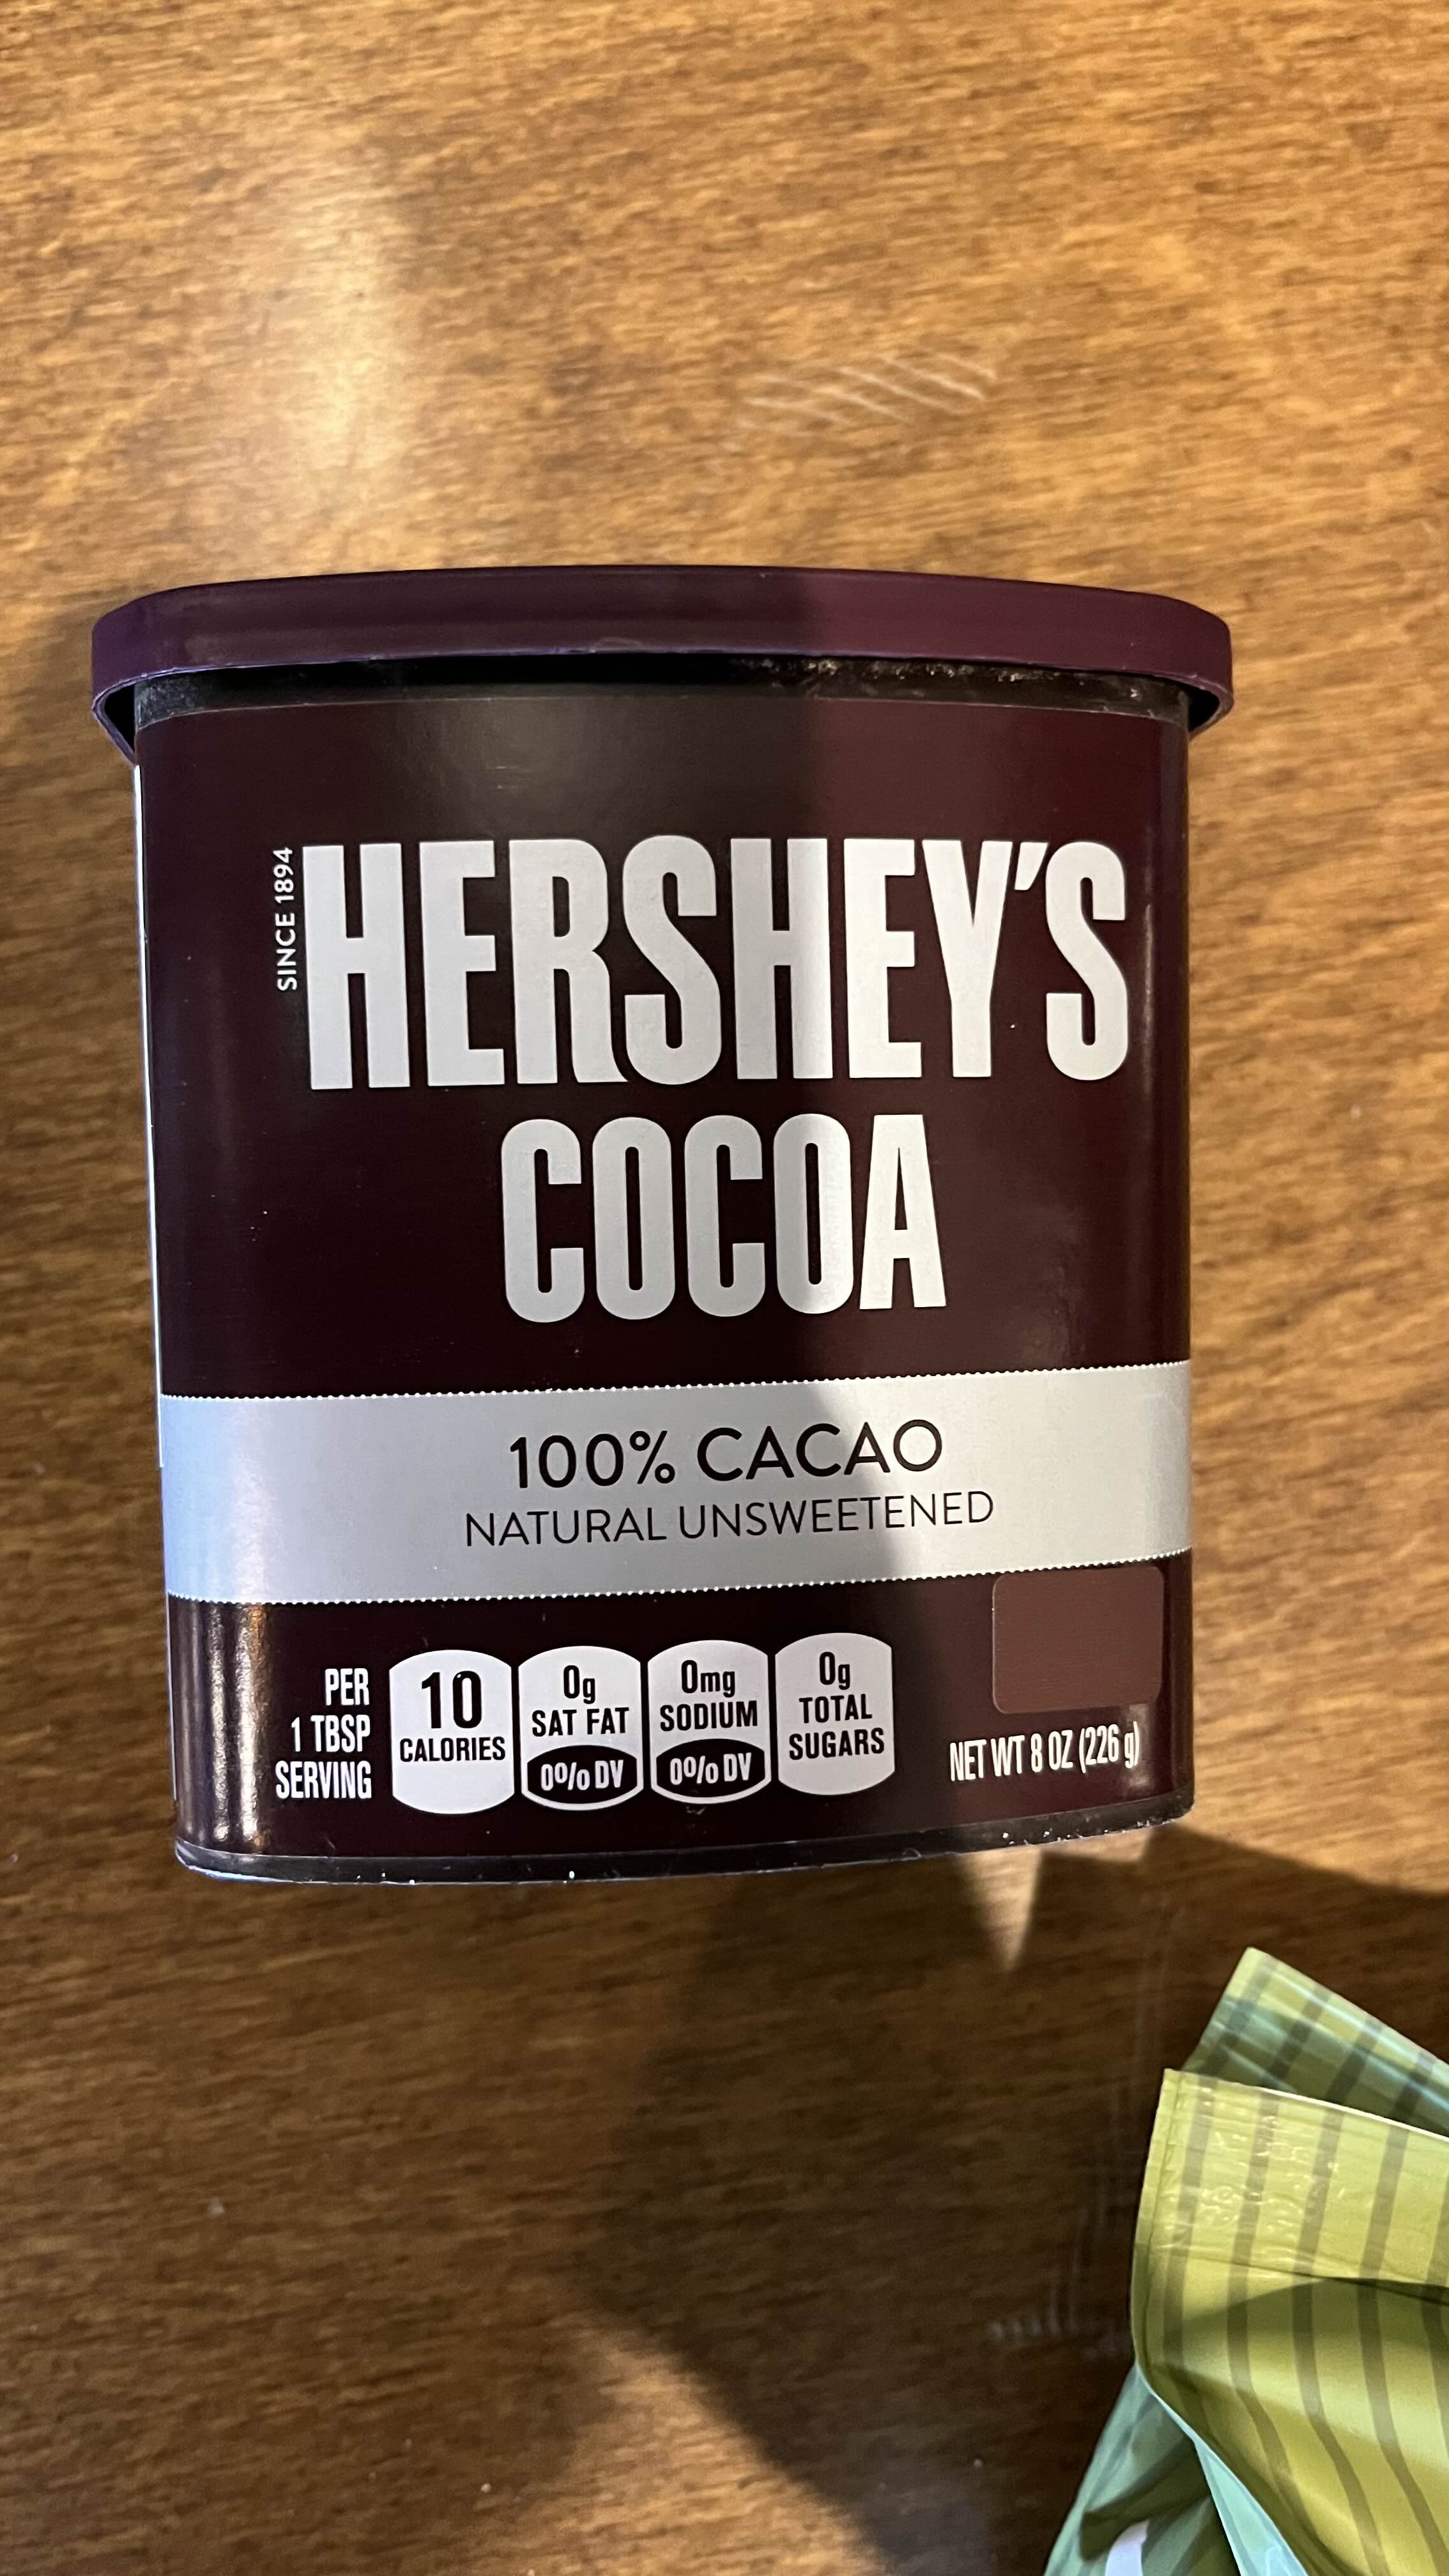 SINCE 1894
HERSHEY'S
COCOA
100% CACAO
NATURAL UNSWEETENED
PER
1 TBSP
SERVING
10
CALORIES
0g
SAT FAT
0% DV
0mg
SODIUM
0% DV
0g
TOTAL
SUGARS
NET WT 8 OZ (226 g)